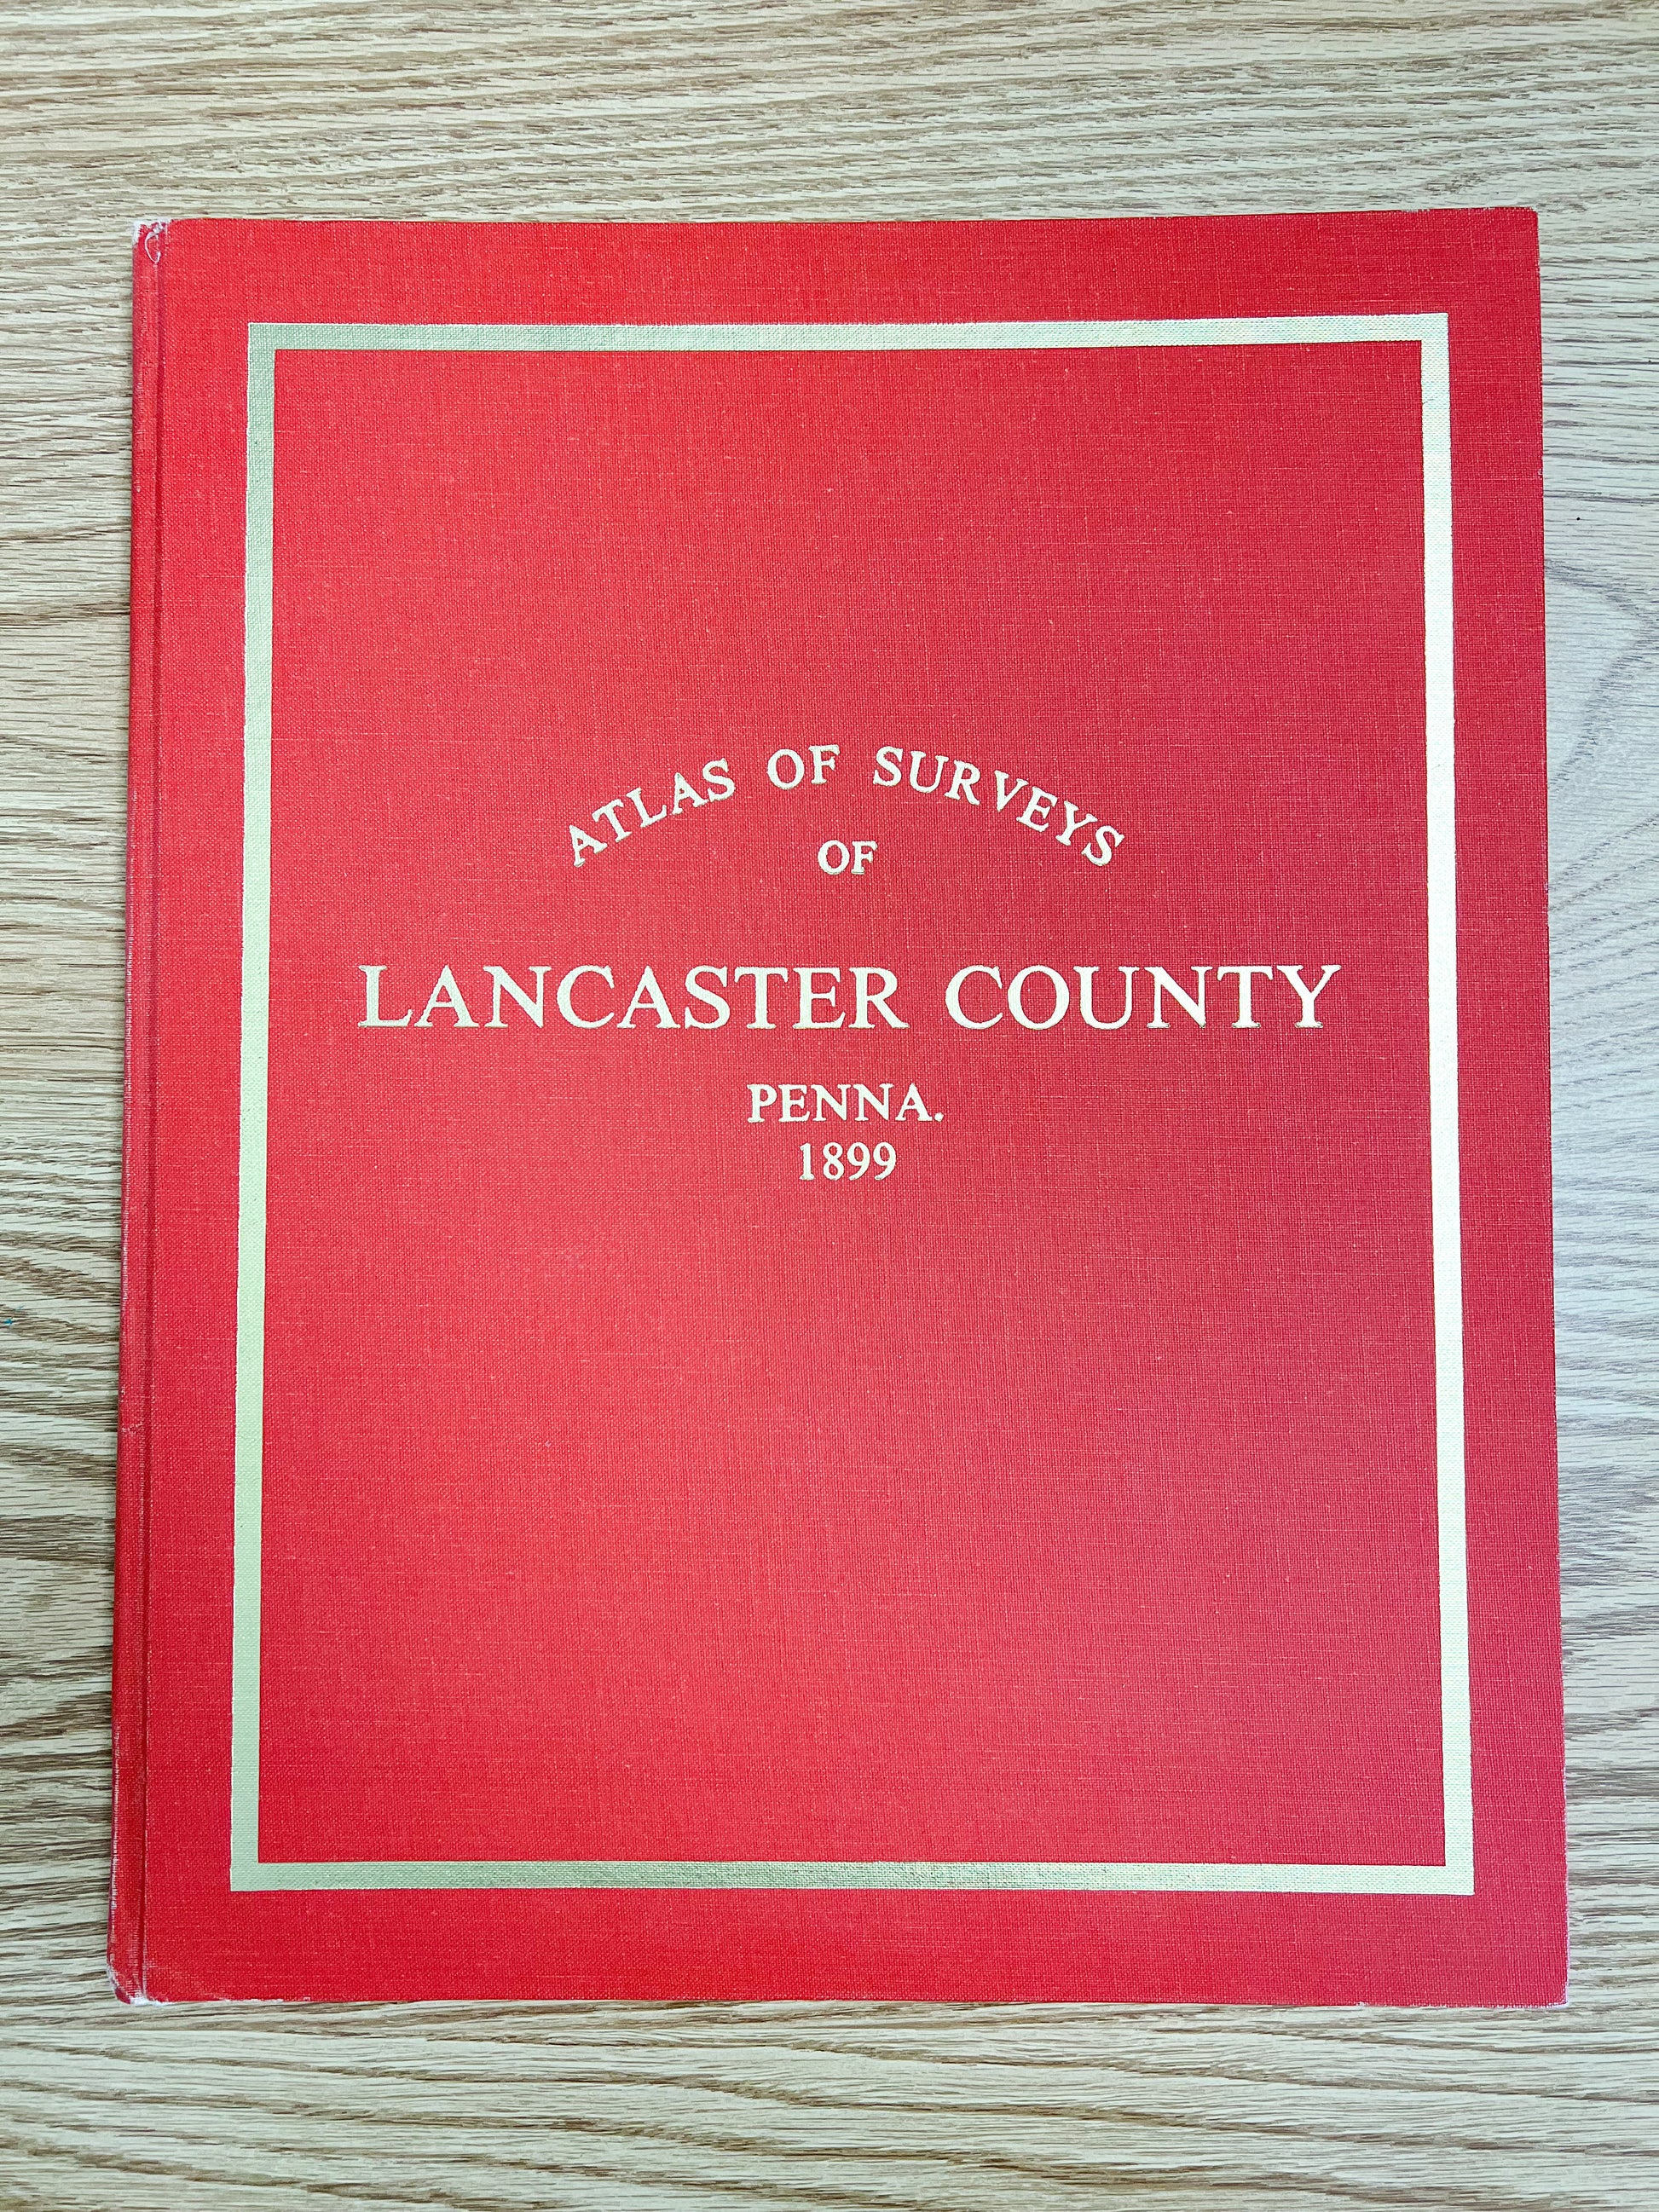 ATLAS OF SURVEYS
OF
LANCASTER COUNTY
PENNA.
1899